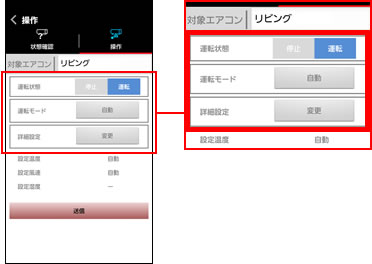 操作
状態確認 操作
対象エアコン リビング
運転状態 停止 運転
運転モード 自動
詳細設定 変更
設定温度 自動
設定風速 自動
設定湿度 ー
送信
対象エアコン リビング
運転状態 停止 運転
運転モード 自動
詳細設定 変更
設定温度 自動